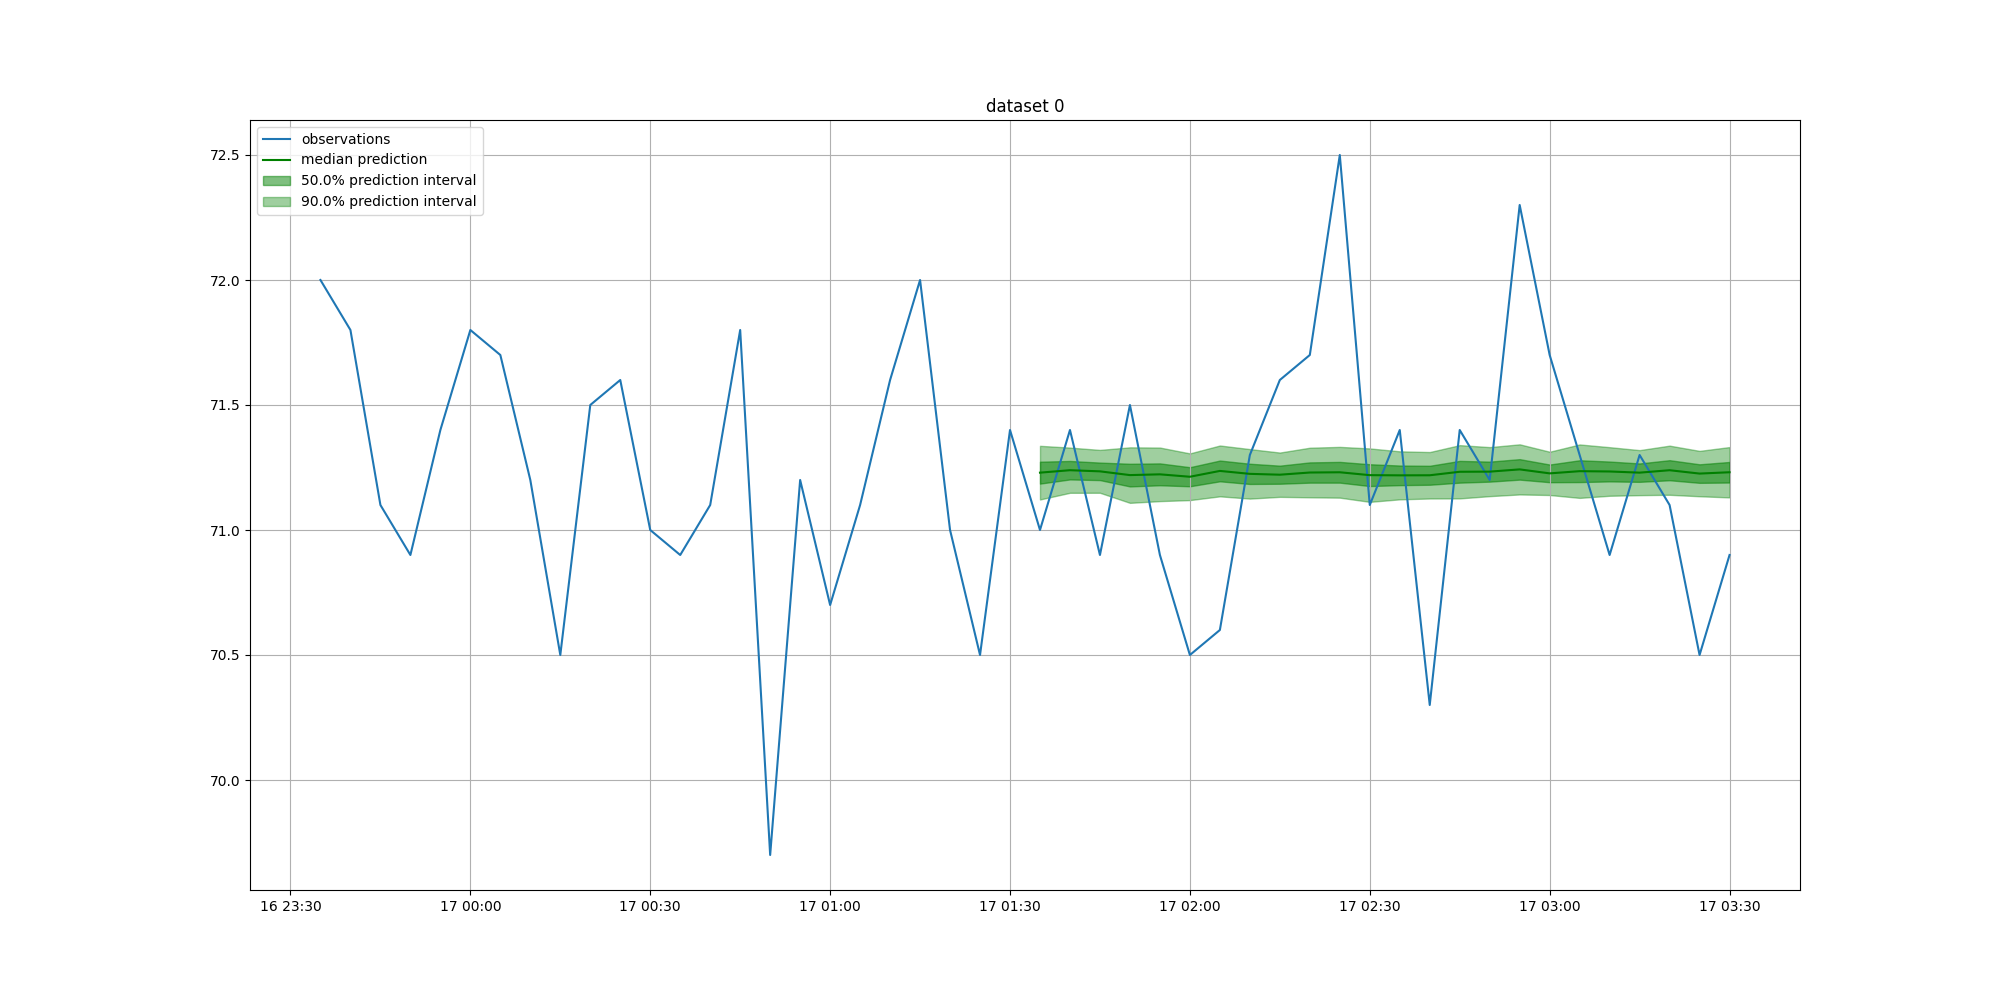 dataset 0
observations
median prediction
50.0% prediction interval
90.0% prediction interval
72.5
72.0
71.5
71.0
70.5
70.0
16 23:30 17 00:00 17 00:30 17 01:00 17 01:30 17 02:00 17 02:30 17 03:00 17 03:30